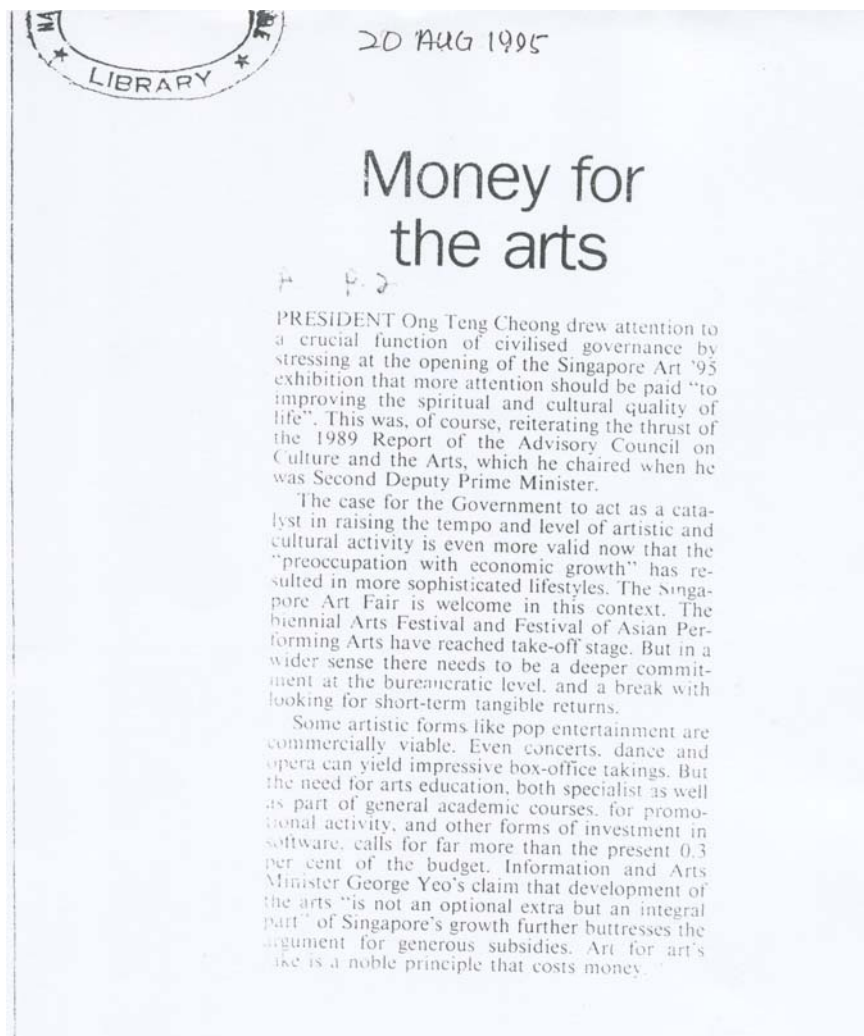 LIBRARY
20 AUG 1995
Money for
the arts
P. 2
PRESIDENT Ong Teng Cheong drew attention to
a crucial function of civilised governance by
stressing at the opening of the Singapore Art '95
exhibition that more attention should be paid "to
improving the spiritual and cultural quality of
life". This was, of course, reiterating the thrust of
the 1989 Report of the Advisory Council on
Culture and the Arts, which he chaired when he
was Second Deputy Prime Minister.
The case for the Government to act as a cata-
lyst in raising the tempo and level of artistic and
cultural activity is even more valid now that the
"preoccupation with economic growth" has re-
sulted in more sophisticated lifestyles. The Singa-
pore Art Fair is welcome in this context. The
biennial Arts Festival and Festival of Asian Per-
forming Arts have reached take-off stage. But in a
wider sense there needs to be a deeper commit-
ment at the bureaucratic level, and a break with
looking for short-term tangible returns.
Some artistic forms like pop entertainment are
commercially viable. Even concerts, dance and
opera can yield impressive box-office takings. But
the need for arts education, both specialist as well
as part of general academic courses, for promo-
tional activity, and other forms of investment in
software, calls for far more than the present 0.3
per cent of the budget. Information and Arts
Minister George Yeo's claim that development of
the arts "is not an optional extra but an integral
part" of Singapore's growth further buttresses the
argument for generous subsidies. Art for art's
sake is a noble principle that costs money.